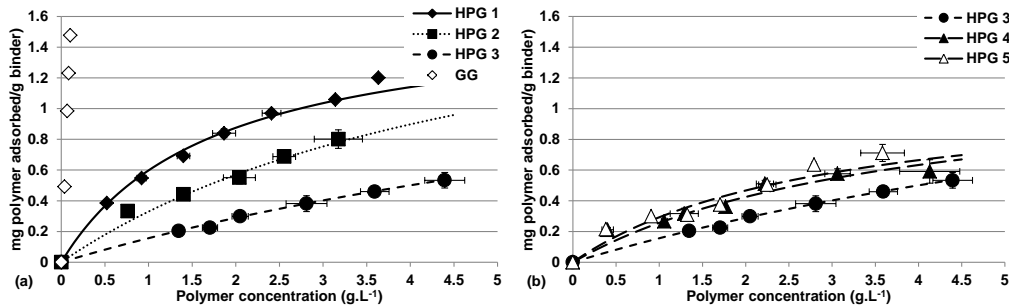 mg polymer adsorbed/g binder
1.6
1.4
1.2
1
0.8
0.6
0.4
0.2
0
0 0.5 1 1.5 2 2.5 3 3.5 4 4.5 5
Polymer concentration (g.L-1)
(a)
HPG 1
HPG 2
HPG 3
GG
mg polymer adsorbed/g binder
1.6
1.4
1.2
1
0.8
0.6
0.4
0.2
0
0 0.5 1 1.5 2 2.5 3 3.5 4 4.5 5
Polymer concentration (g.L-1)
(b)
HPG 3
HPG 4
HPG 5